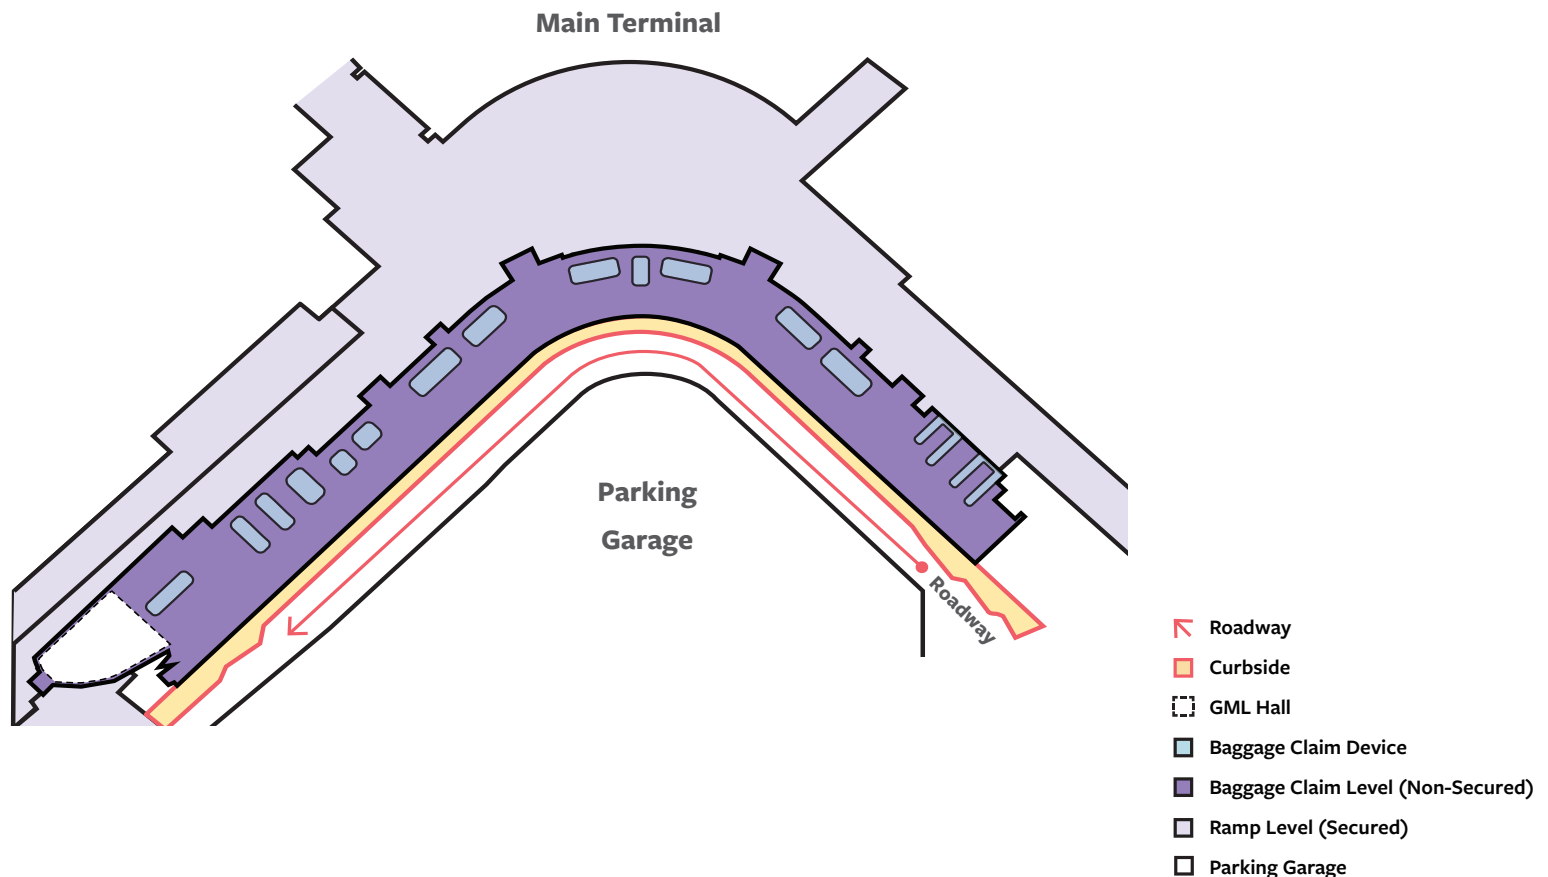 Main Terminal
Parking
Garage
Roadway
Roadway
Curbside
GML Hall
Baggage Claim Device
Baggage Claim Level (Non-Secured)
Ramp Level (Secured)
Parking Garage